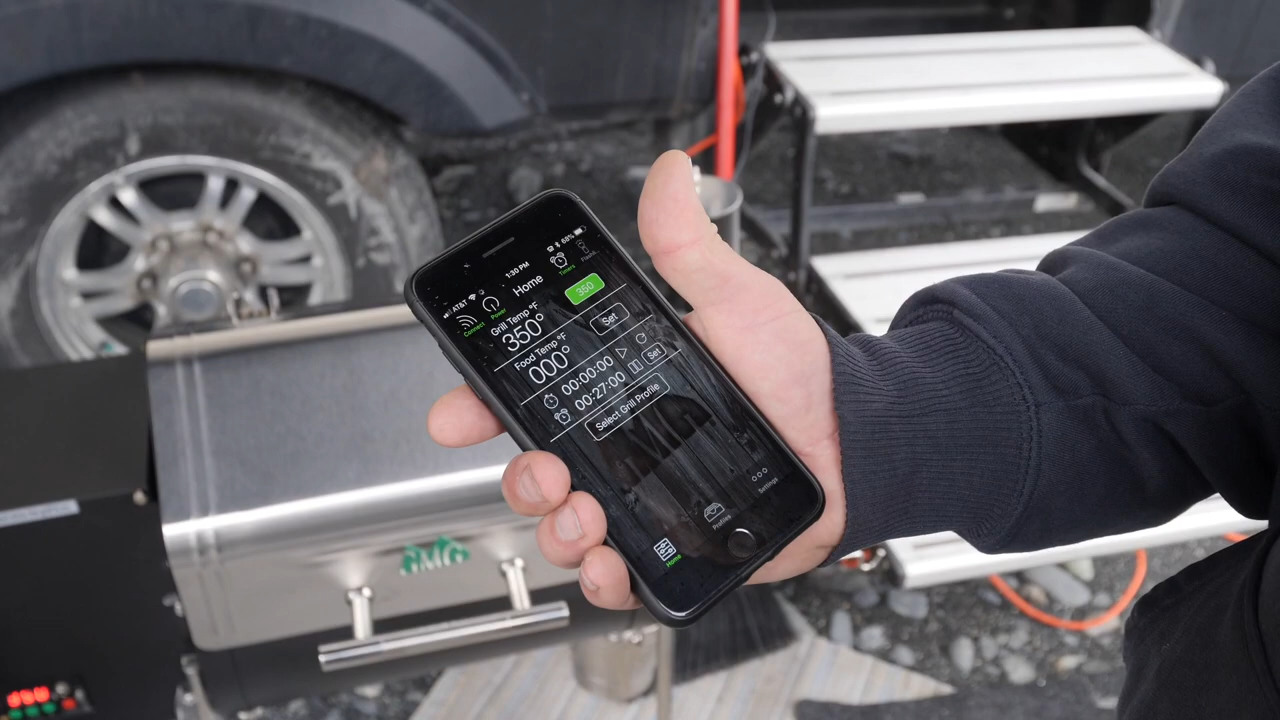 AT&T 1:30 PM 68%
Connect Power Home Timers Flame
Grill Temp °F
350° 350
Food Temp °F
000° Set
00:00:00
00:27:00 Set
Select Grill Profile
Home Profiles Settings
GMG